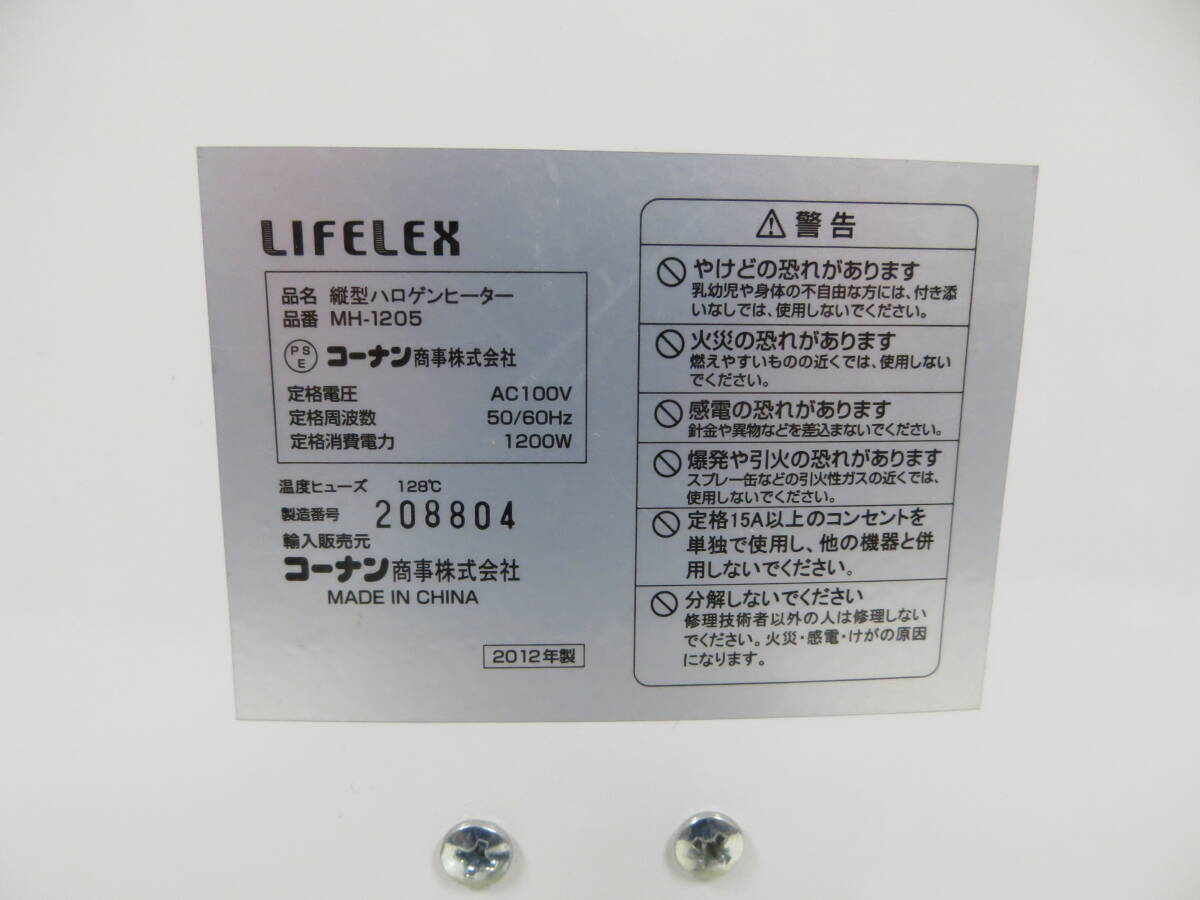 LIFELEX
品名 縦型ハロゲンヒーター
品番 MH-1205
PSE コーナン商事株式会社
定格電圧 AC100V
定格周波数 50/60Hz
定格消費電力 1200W
温度ヒューズ 128℃
製造番号 208804
輸入販売元
コーナン商事株式会社
MADE IN CHINA
2012年製
⚠警告
やけどの恐れがあります
乳幼児や身体の不自由な方には、付き添
いなしでは、使用しないでください。
火災の恐れがあります
燃えやすいものの近くでは、使用しない
でください。
感電の恐れがあります
針金や異物などを差込まないでください。
爆発や引火の恐れがあります
スプレー缶などの引火性ガスの近くでは、
使用しないでください。
定格15A以上のコンセントを
単独で使用し、他の機器と併
用しないでください。
分解しないでください
修理技術者以外の人は修理しない
でください。火災・感電・けがの原因
になります。